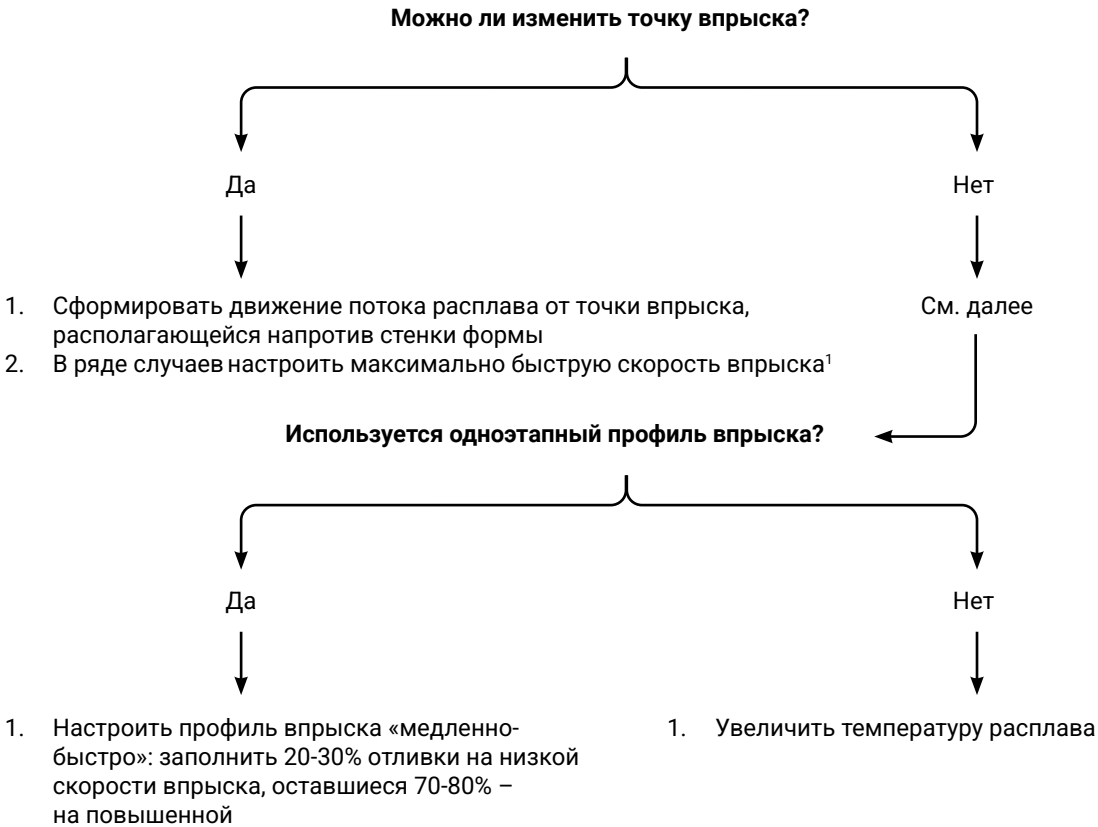 Можно ли изменить точку впрыска?
Да
Нет
1. Сформировать движение потока расплава от точки впрыска,
располагающейся напротив стенки формы
2. В ряде случаев настроить максимально быструю скорость впрыска¹
См. далее
Используется одноэтапный профиль впрыска?
Да
Нет
1. Настроить профиль впрыска «медленно-
быстро»: заполнить 20-30% отливки на низкой
скорости впрыска, оставшиеся 70-80% –
на повышенной
1. Увеличить температуру расплава